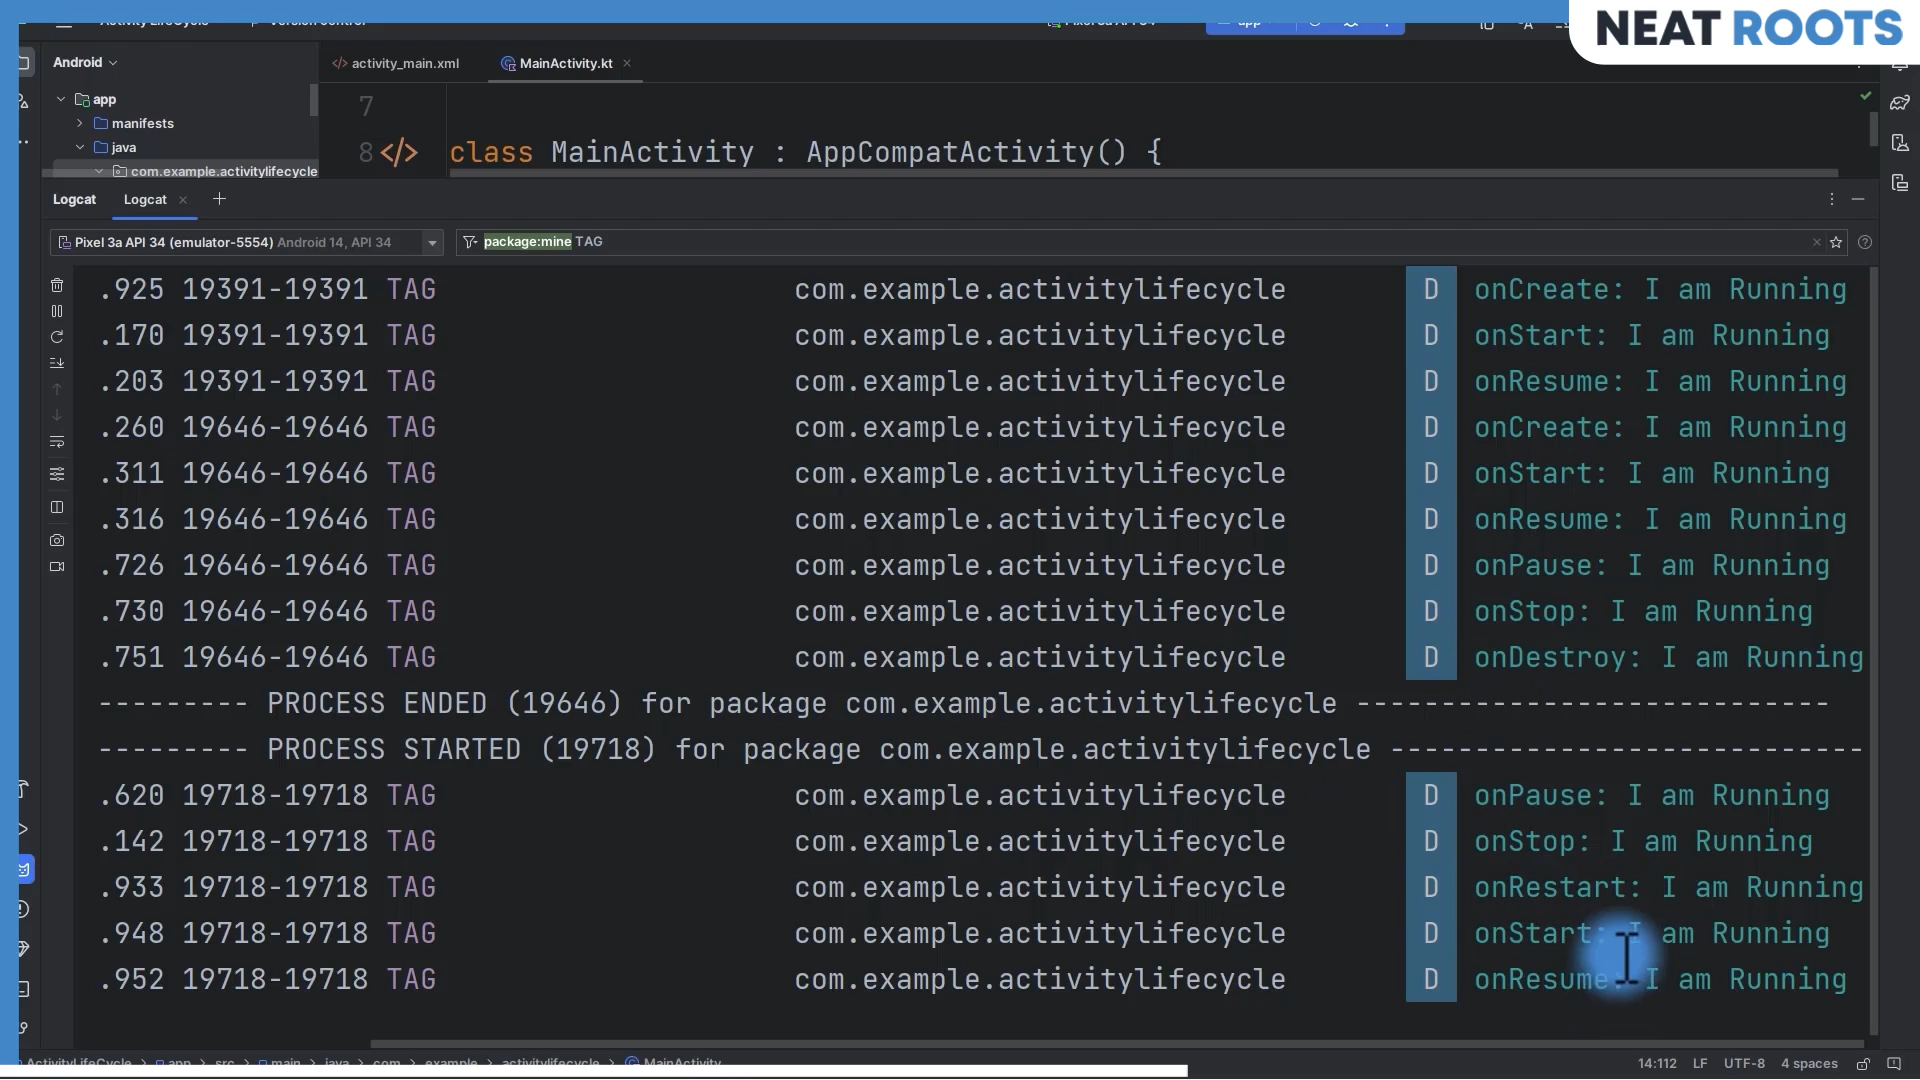 NEAT ROOTS
Android
activity_main.xml
MainActivity.kt
app
manifests
java
com.example.activitylifecycle
7
8 </> class MainActivity : AppCompatActivity() {
Logcat Logcat
Pixel 3a API 34 (emulator-5554) Android 14, API 34
package:mine TAG
.925 19391-19391 TAG com.example.activitylifecycle D onCreate: I am Running
.170 19391-19391 TAG com.example.activitylifecycle D onStart: I am Running
.203 19391-19391 TAG com.example.activitylifecycle D onResume: I am Running
.260 19646-19646 TAG com.example.activitylifecycle D onCreate: I am Running
.311 19646-19646 TAG com.example.activitylifecycle D onStart: I am Running
.316 19646-19646 TAG com.example.activitylifecycle D onResume: I am Running
.726 19646-19646 TAG com.example.activitylifecycle D onPause: I am Running
.730 19646-19646 TAG com.example.activitylifecycle D onStop: I am Running
.751 19646-19646 TAG com.example.activitylifecycle D onDestroy: I am Running
--------- PROCESS ENDED (19646) for package com.example.activitylifecycle ----------------------------
--------- PROCESS STARTED (19718) for package com.example.activitylifecycle ----------------------------
.620 19718-19718 TAG com.example.activitylifecycle D onPause: I am Running
.142 19718-19718 TAG com.example.activitylifecycle D onStop: I am Running
.933 19718-19718 TAG com.example.activitylifecycle D onRestart: I am Running
.948 19718-19718 TAG com.example.activitylifecycle D onStart: I am Running
.952 19718-19718 TAG com.example.activitylifecycle D onResume: I am Running
ActivityLifeCycle > app > src > main > java > com > example > activitylifecycle > MainActivity
14:112 LF UTF-8 4 spaces